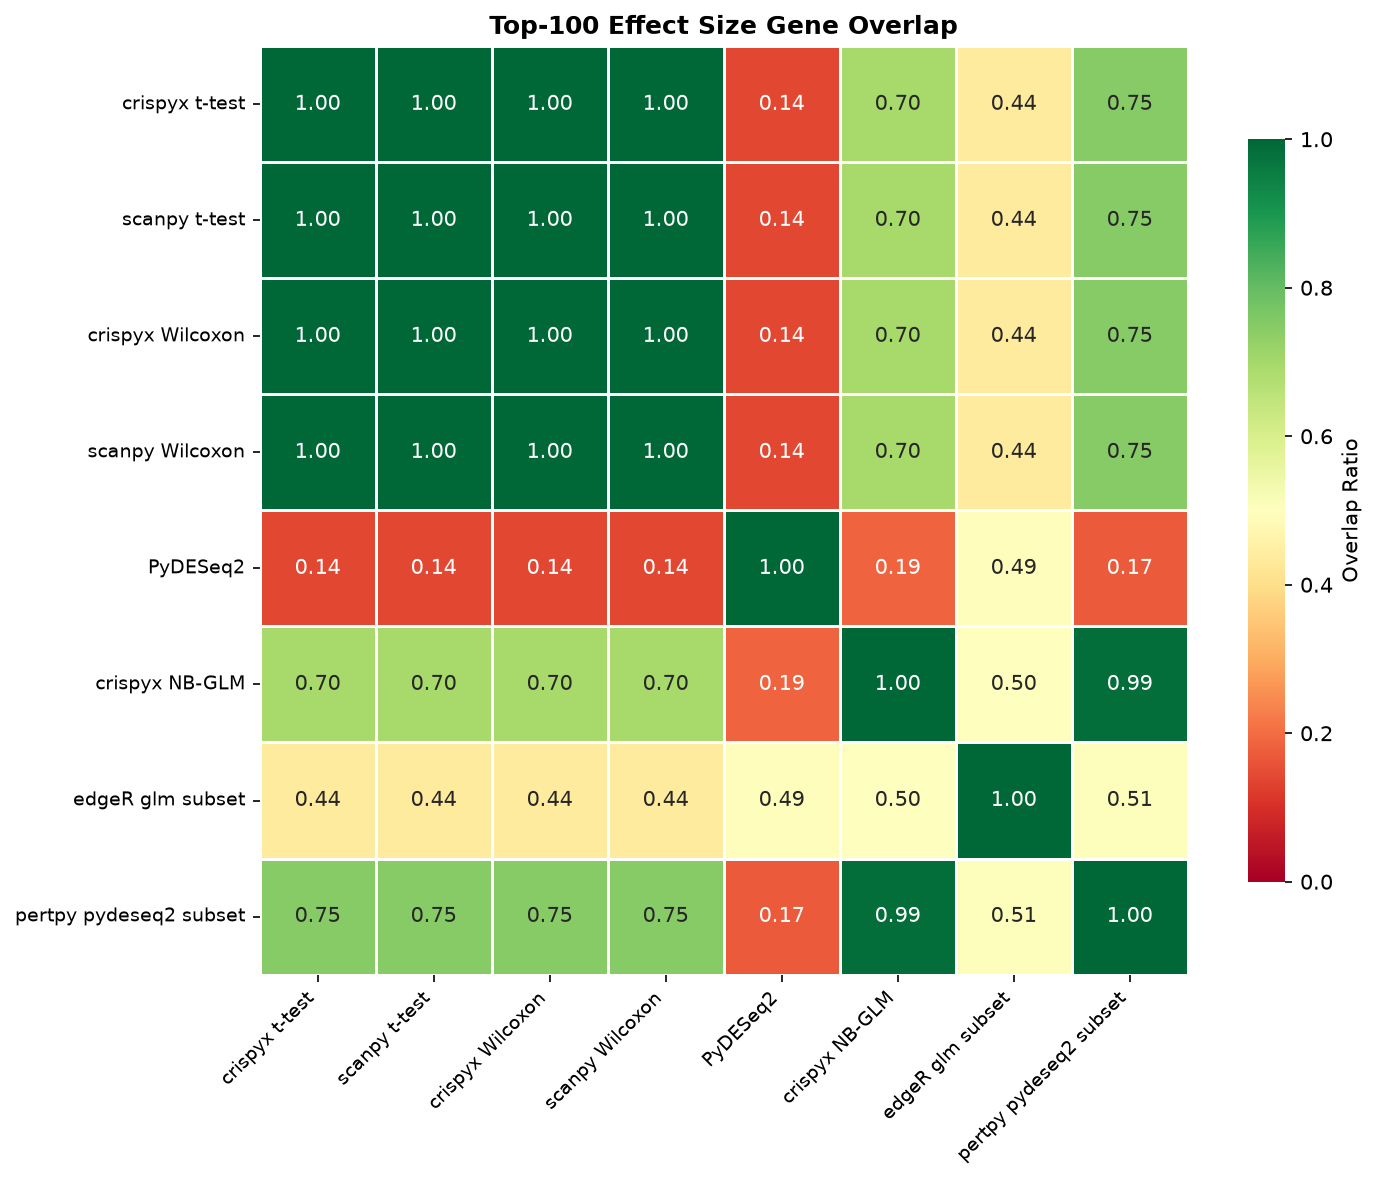 Top-100 Effect Size Gene Overlap
crispyx t-test 1.00 1.00 1.00 1.00 0.14 0.70 0.44 0.75
scanpy t-test 1.00 1.00 1.00 1.00 0.14 0.70 0.44 0.75
crispyx Wilcoxon 1.00 1.00 1.00 1.00 0.14 0.70 0.44 0.75
scanpy Wilcoxon 1.00 1.00 1.00 1.00 0.14 0.70 0.44 0.75
PyDESeq2 0.14 0.14 0.14 0.14 1.00 0.19 0.49 0.17
crispyx NB-GLM 0.70 0.70 0.70 0.70 0.19 1.00 0.50 0.99
edgeR glm subset 0.44 0.44 0.44 0.44 0.49 0.50 1.00 0.51
pertpy pydeseq2 subset 0.75 0.75 0.75 0.75 0.17 0.99 0.51 1.00
crispyx t-test
scanpy t-test
crispyx Wilcoxon
scanpy Wilcoxon
PyDESeq2
crispyx NB-GLM
edgeR glm subset
pertpy pydeseq2 subset
1.0
0.8
0.6
0.4
0.2
0.0
Overlap Ratio